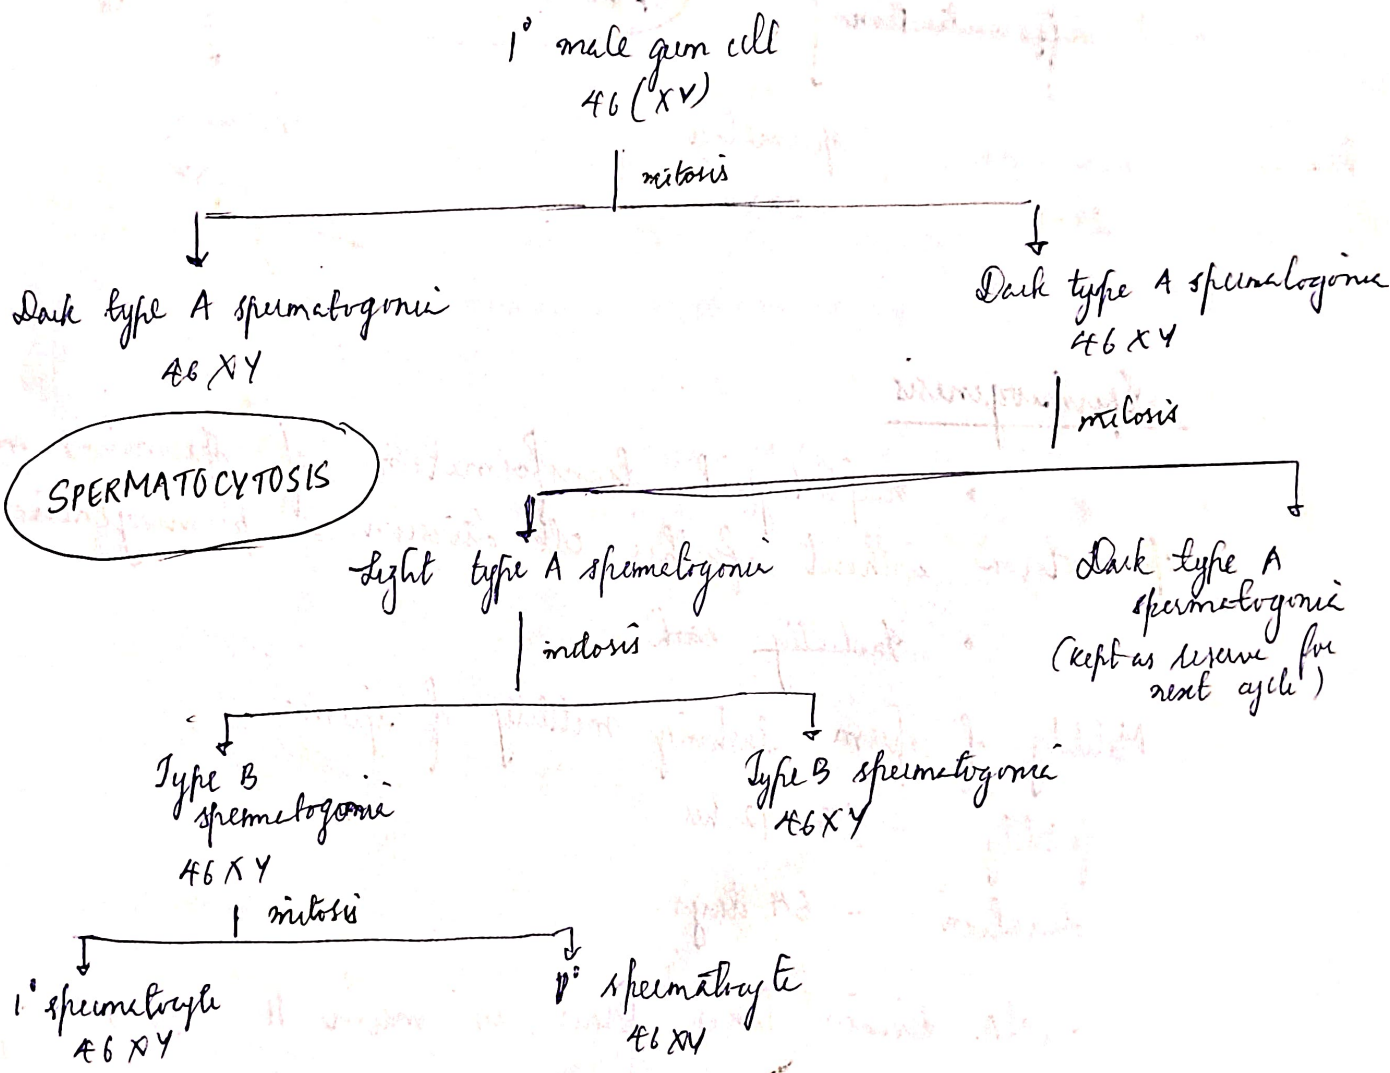 1° male germ cell
46 (XY)
mitosis
Dark type A spermatogonia
46 XY
Dark type A spermatogonia
46 XY
mitosis
SPERMATOCYTOSIS
Light type A spermatogonia
Dark type A
spermatogonia
(kept as reserve for
next cycle)
mitosis
Type B
spermatogonia
46 XY
Type B spermatogonia
46 XY
mitosis
1° spermatocyte
46 XY
1° spermatocyte
46 XY